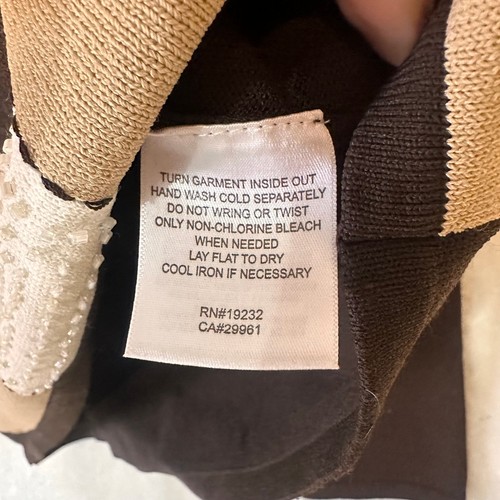 TURN GARMENT INSIDE OUT
HAND WASH COLD SEPARATELY
DO NOT WRING OR TWIST
ONLY NON-CHLORINE BLEACH
WHEN NEEDED
LAY FLAT TO DRY
COOL IRON IF NECESSARY
RN#19232
CA#29961